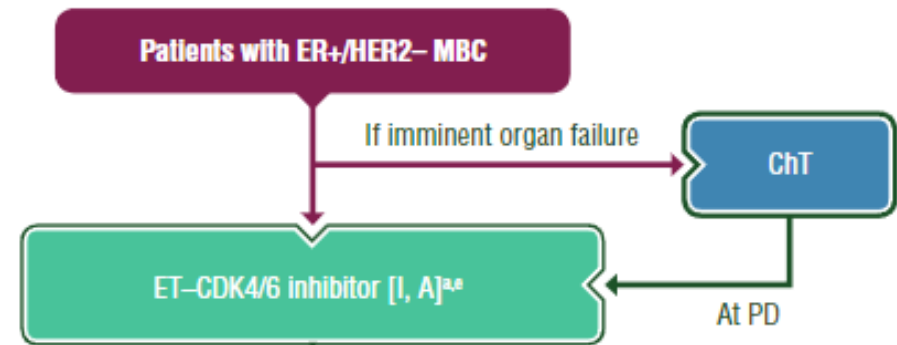 Patients with ER+/HER2– MBC
If imminent organ failure
ChT
ET–CDK4/6 inhibitor [I, A]a,e
At PD